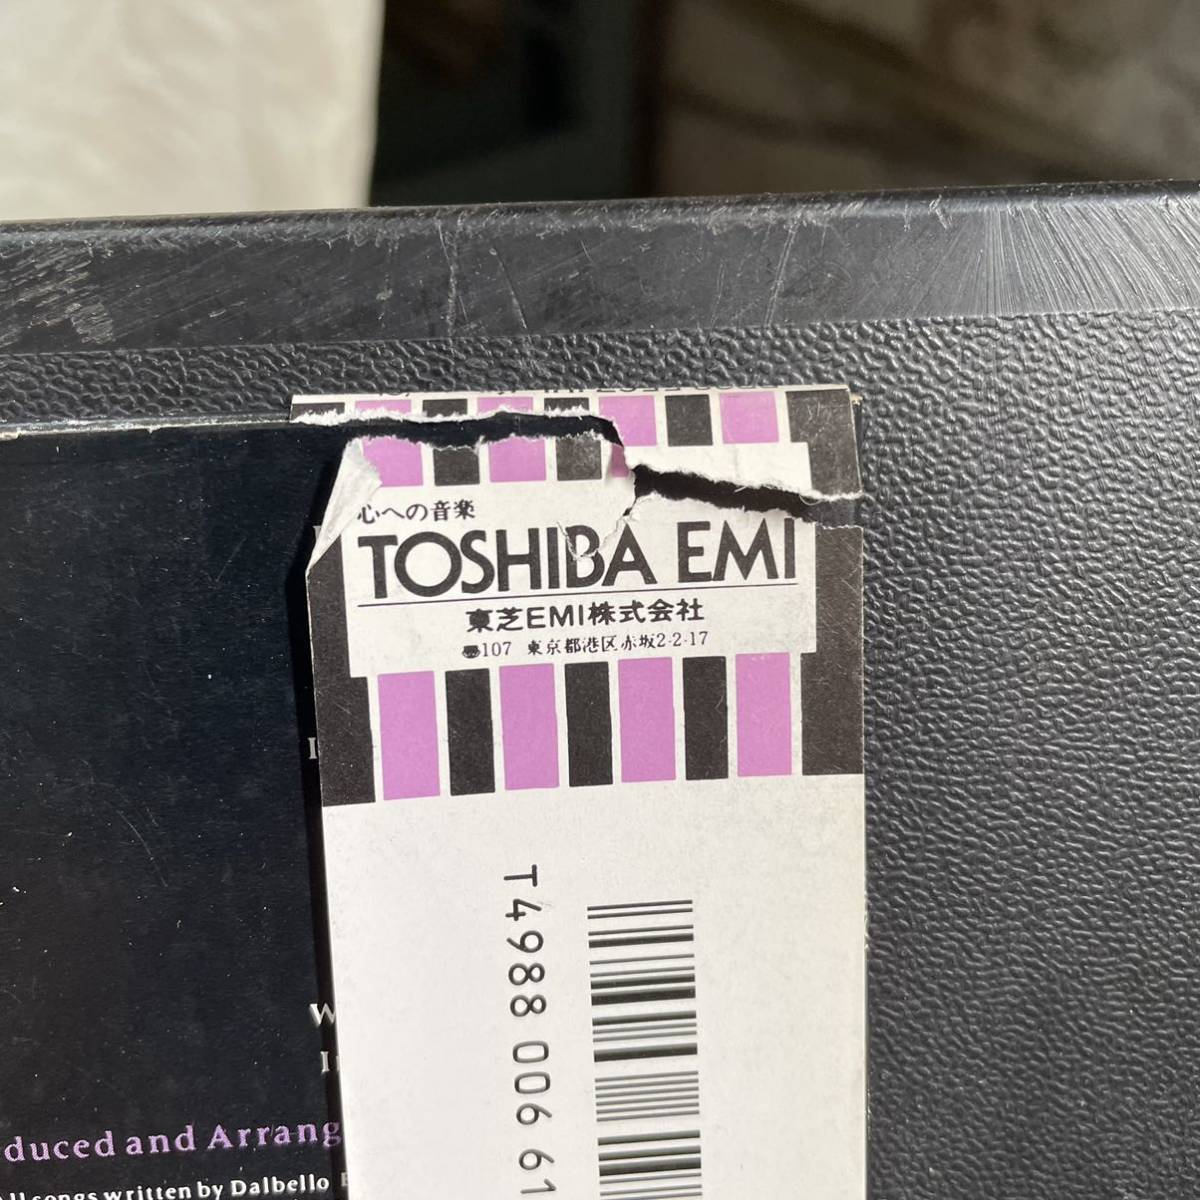 心への音楽
TOSHIBA EMI
東芝EMI株式会社
107 東京都港区赤坂2-2-17
T4988 006 61
W
duced and Arrang
songs written by Dalbello